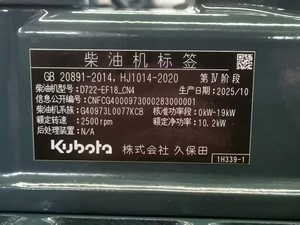 柴油机标签
GB 20891-2014, HJ1014-2020 第Ⅳ阶段
柴油机型号: D722-EF18_CN4 生产日期: 2025/10
信息公开编号: CNFCG4000973000283000001
柴油机系族: G40973L0077KCB 核准功率段: 0kW-19kW
额定转速: 2500rpm 额定净功率: 10.2kW
后处理装置: N/A
Kubota 株式会社 久保田
1H339-1